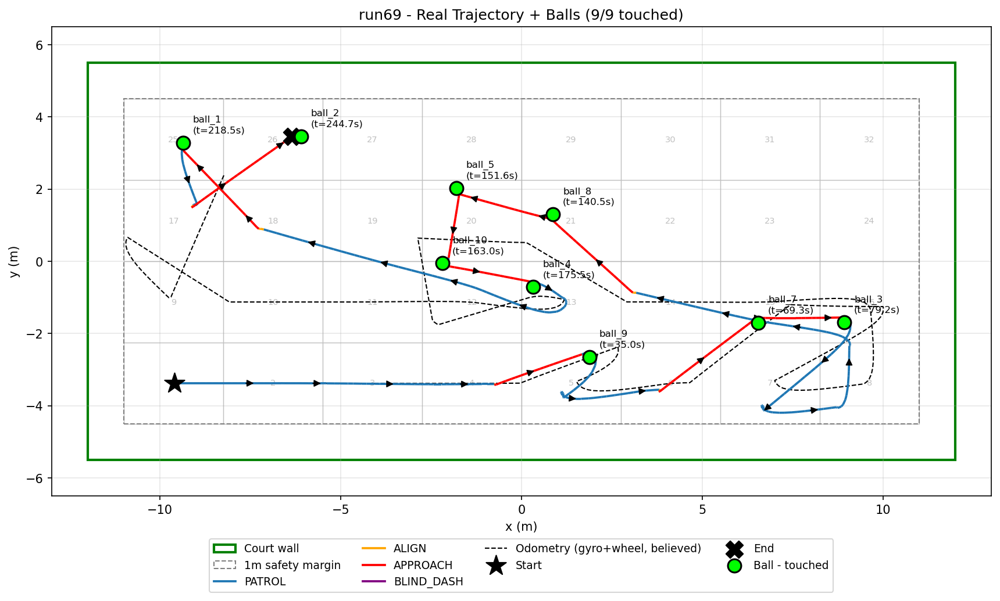 run69 - Real Trajectory + Balls (9/9 touched)
6
4
2
0
−2
−4
−6
y (m)
ball_1
(t=218.5s)
ball_2
(t=244.7s)
25
26
27
28
29
30
31
32
ball_5
(t=151.6s)
ball_8
(t=140.5s)
17
18
19
20
21
22
23
24
ball_10
(t=163.0s)
ball_4
(t=175.5s)
9
10
11
12
13
14
ball_7
(t=69.3s)
ball_3
(t=79.2s)
ball_9
(t=35.0s)
2
3
4
5
6
7
8
−10
−5
0
5
10
x (m)
Court wall
1m safety margin
PATROL
ALIGN
APPROACH
BLIND_DASH
Odometry (gyro+wheel, believed)
Start
End
Ball - touched